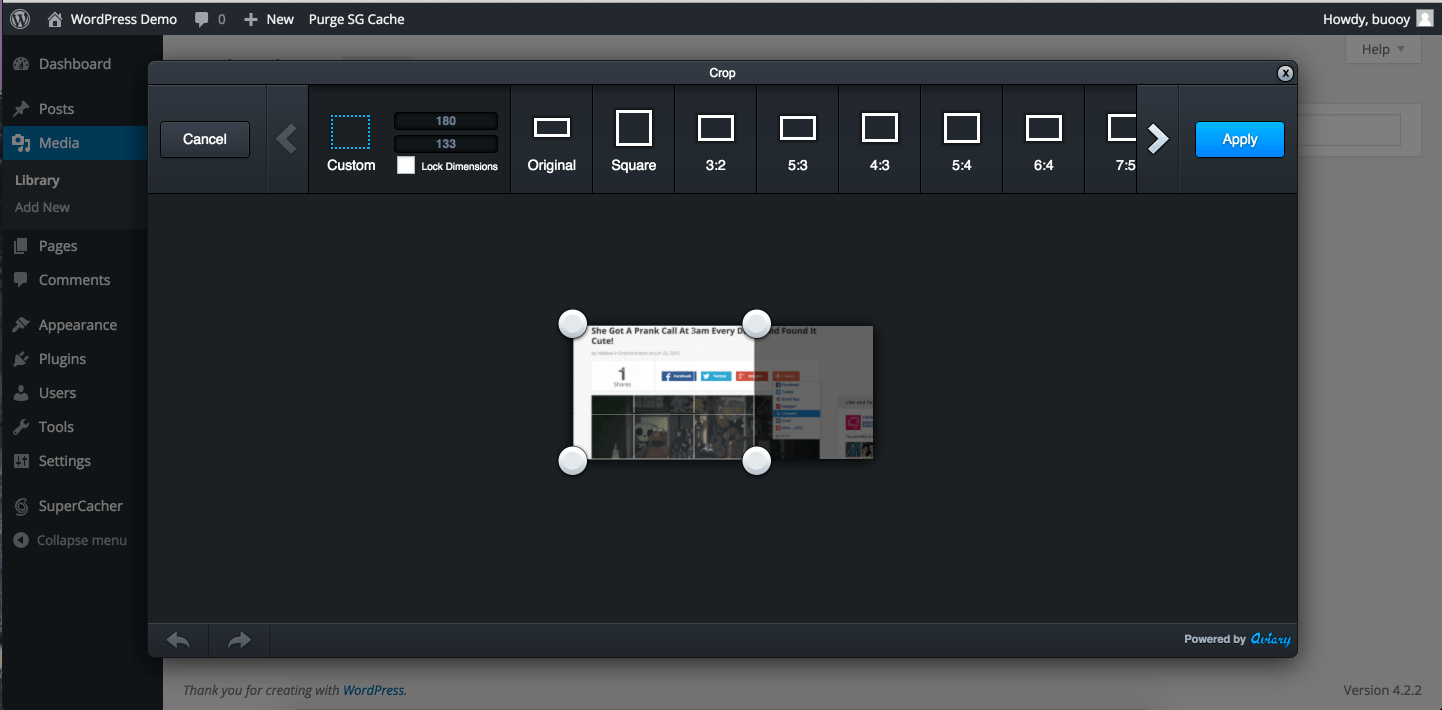 WordPress Demo 0 New Purge SG Cache Howdy, buooy
Help
Dashboard
Posts
Media
Library
Add New
Pages
Comments
Appearance
Plugins
Users
Tools
Settings
SuperCacher
Collapse menu
Crop
Cancel
180
133
Custom
Lock Dimensions
Original
Square
3:2
5:3
4:3
5:4
6:4
7:5
Apply
She Got A Prank Call At 3am Every D nd Found It
Cute!
1
Shares
Facebook
Twitter
Powered by Aviary
Thank you for creating with WordPress.
Version 4.2.2